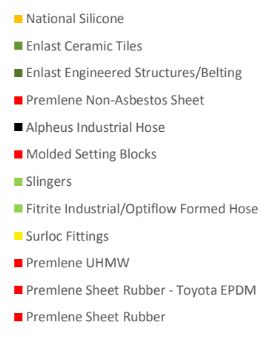 National Silicone
Enlast Ceramic Tiles
Enlast Engineered Structures/Belting
Premlene Non-Asbestos Sheet
Alpheus Industrial Hose
Molded Setting Blocks
Slingers
Fitrite Industrial/Optiflow Formed Hose
Surloc Fittings
Premlene UHMW
Premlene Sheet Rubber - Toyota EPDM
Premlene Sheet Rubber